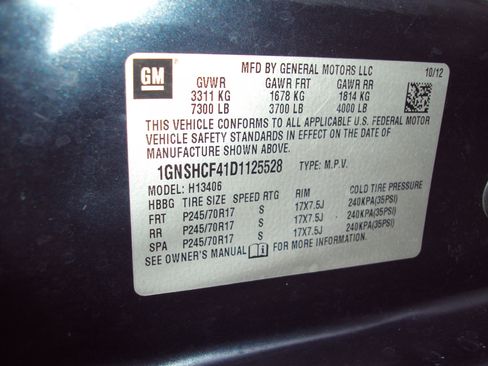 GM
MFD BY GENERAL MOTORS LLC 10/12
GVWR GAWR FRT GAWR RR
3311 KG 1678 KG 1814 KG
7300 LB 3700 LB 4000 LB
THIS VEHICLE CONFORMS TO ALL APPLICABLE U.S. FEDERAL MOTOR
VEHICLE SAFETY STANDARDS IN EFFECT ON THE DATE OF
MANUFACTURE SHOWN ABOVE.
1GNSHCF41D1125528 TYPE: M.P.V.
MODEL: H13406
HBBG TIRE SIZE SPEED RTG RIM COLD TIRE PRESSURE
FRT P245/70R17 S 17X7.5J 240KPA(35PSI)
RR P245/70R17 S 17X7.5J 240KPA(35PSI)
SPA P245/70R17 S 17X7.5J 240KPA(35PSI)
SEE OWNER'S MANUAL FOR MORE INFORMATION.